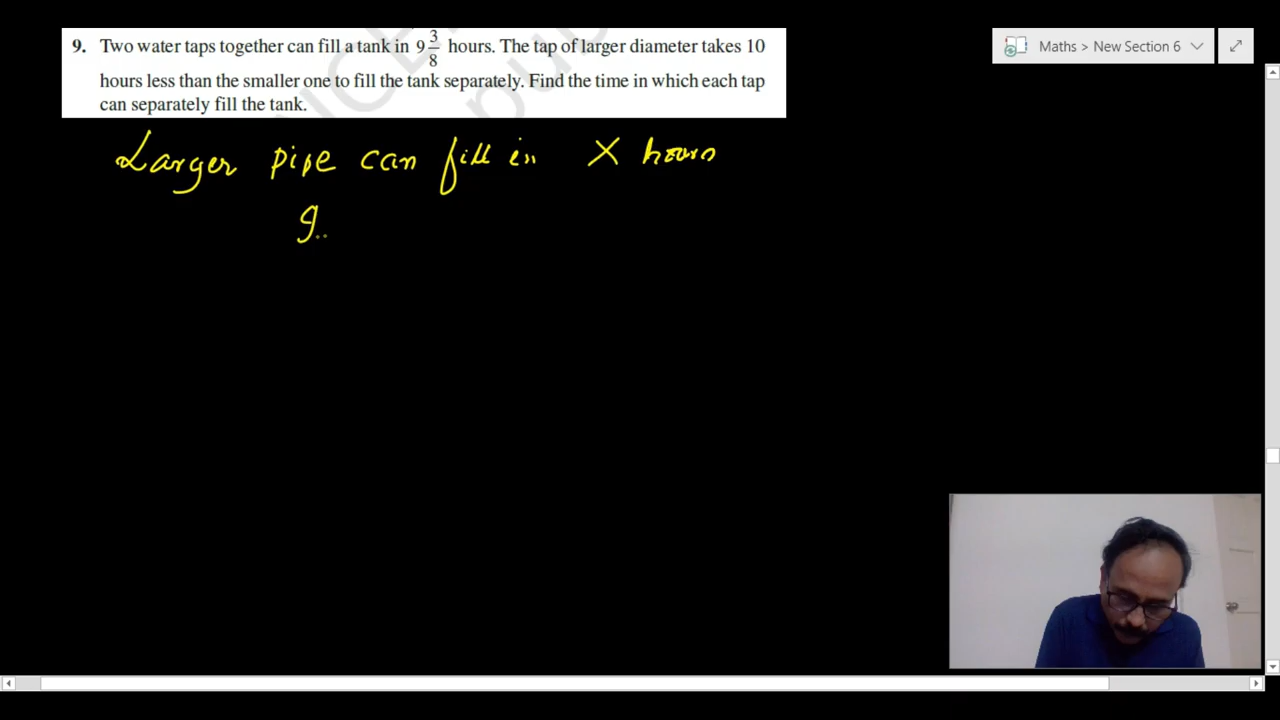 9. Two water taps together can fill a tank in 9 3/8 hours. The tap of larger diameter takes 10
hours less than the smaller one to fill the tank separately. Find the time in which each tap
can separately fill the tank.
Maths > New Section 6
Larger pipe can fill in X hours